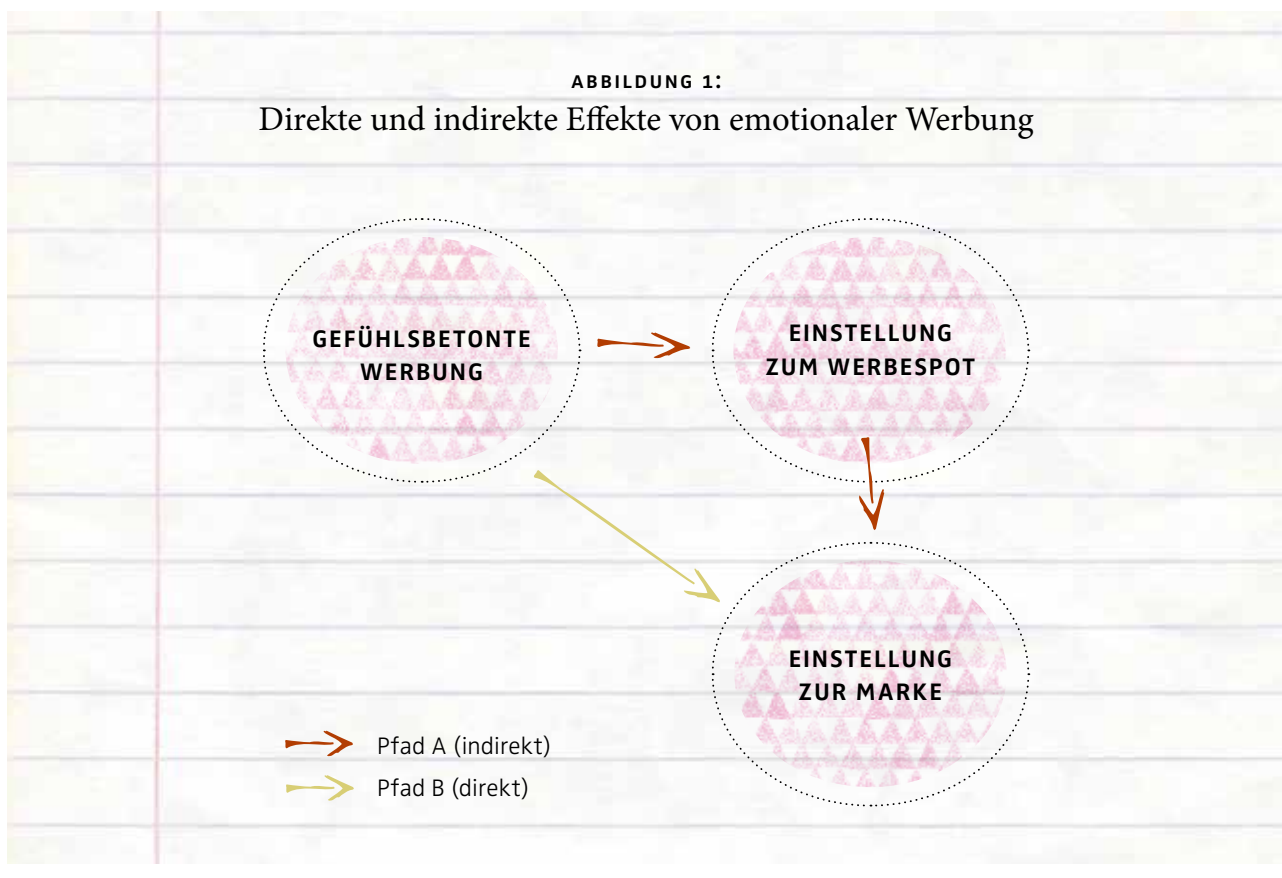 ABBILDUNG 1:
Direkte und indirekte Effekte von emotionaler Werbung
GEFÜHLSBETONTE
WERBUNG
EINSTELLUNG
ZUM WERBESPOT
EINSTELLUNG
ZUR MARKE
Pfad A (indirekt)
Pfad B (direkt)